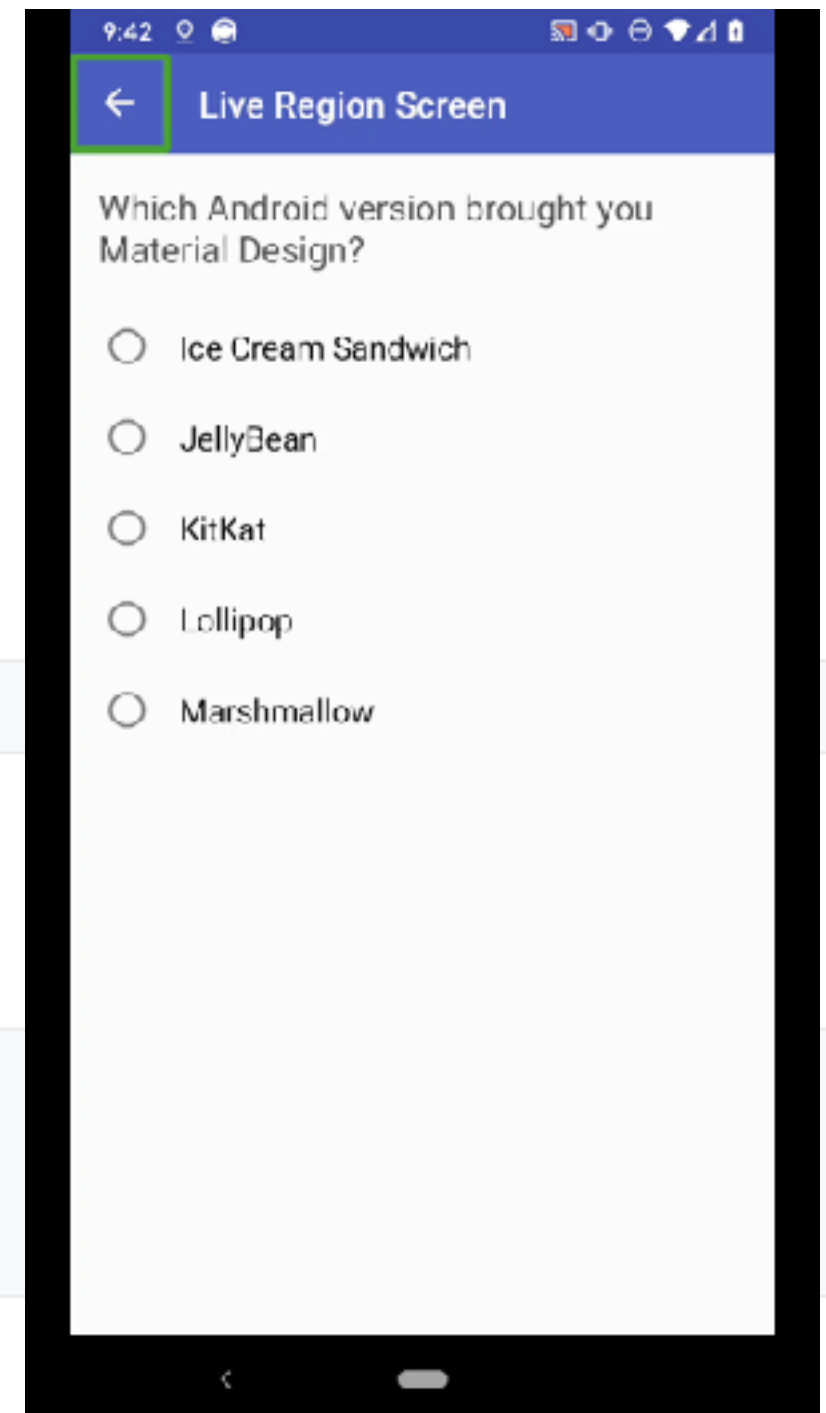 9:42
Live Region Screen
Which Android version brought you
Material Design?
Ice Cream Sandwich
JellyBean
KitKat
Lollipop
Marshmallow